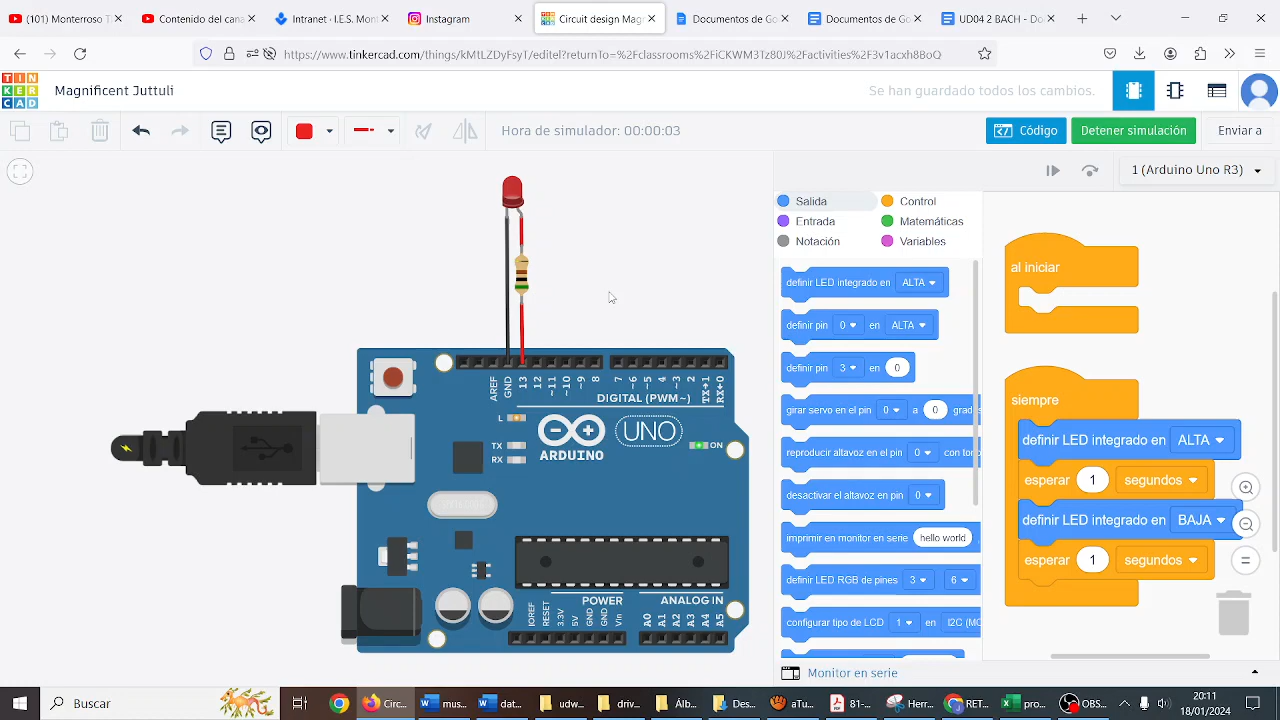 (101) Monterros T
Contenido del can
Intranet · I.E.S. Mon
Instagram
Circuit design Mag
Documentos de Go
Documentos de Go
UD04 2 BACH - Do
https://www.tinkercad.com/things/kMtLZDyFsyT/editel?returnTo=%2Fclassrooms%2FiCKWM3Tz80J%2Factivities%2F3v1acxh8BoQ
TIN
KER
CAD
Magnificent Juttuli
Se han guardado todos los cambios.
Hora de simulador: 00:00:03
Código
Detener simulación
Enviar a
1 (Arduino Uno R3)
Salida
Control
Entrada
Matemáticas
Notación
Variables
definir LED integrado en ALTA
definir pin 0 en ALTA
definir pin 3 en 0
girar servo en el pin 0 a 0 grad
reproducir altavoz en el pin 0 con ton
desactivar el altavoz en pin 0
imprimir en monitor en serie hello world
definir LED RGB de pines 3 6
configurar tipo de LCD 1 en I2C (MC
al iniciar
siempre
definir LED integrado en ALTA
esperar 1 segundos
definir LED integrado en BAJA
esperar 1 segundos
AREF
GND
13
12
~11
~10
~9
8
7
~6
~5
4
~3
2
TX→1
RX←0
DIGITAL (PWM~)
L
TX
RX
UNO
ARDUINO
ON
POWER
ANALOG IN
IOREF
RESET
3.3V
5V
GND
GND
Vin
A0
A1
A2
A3
A4
A5
Monitor en serie
Buscar
Circ
udw
driv
Álb
Des
aTu
81-
RET
pro
OBS
20:11
18/01/2024